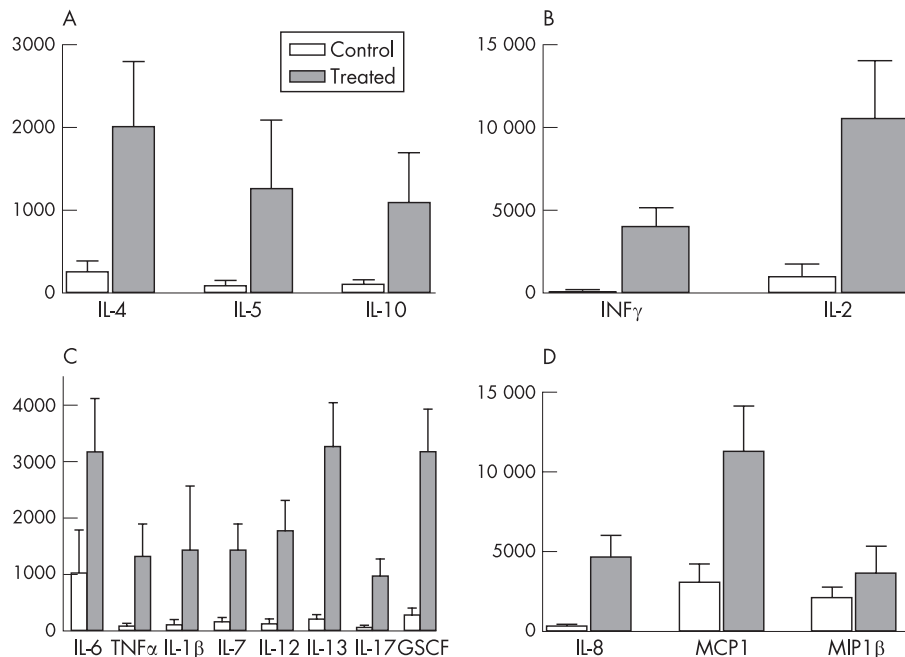 A
3000
2000
1000
0
IL-4 IL-5 IL-10
Control
Treated
B
15 000
10 000
5000
0
INFγ IL-2
C
4000
3000
2000
1000
0
IL-6 TNFα IL-1β IL-7 IL-12 IL-13 IL-17 GSCF
D
15 000
10 000
5000
0
IL-8 MCP1 MIP1β